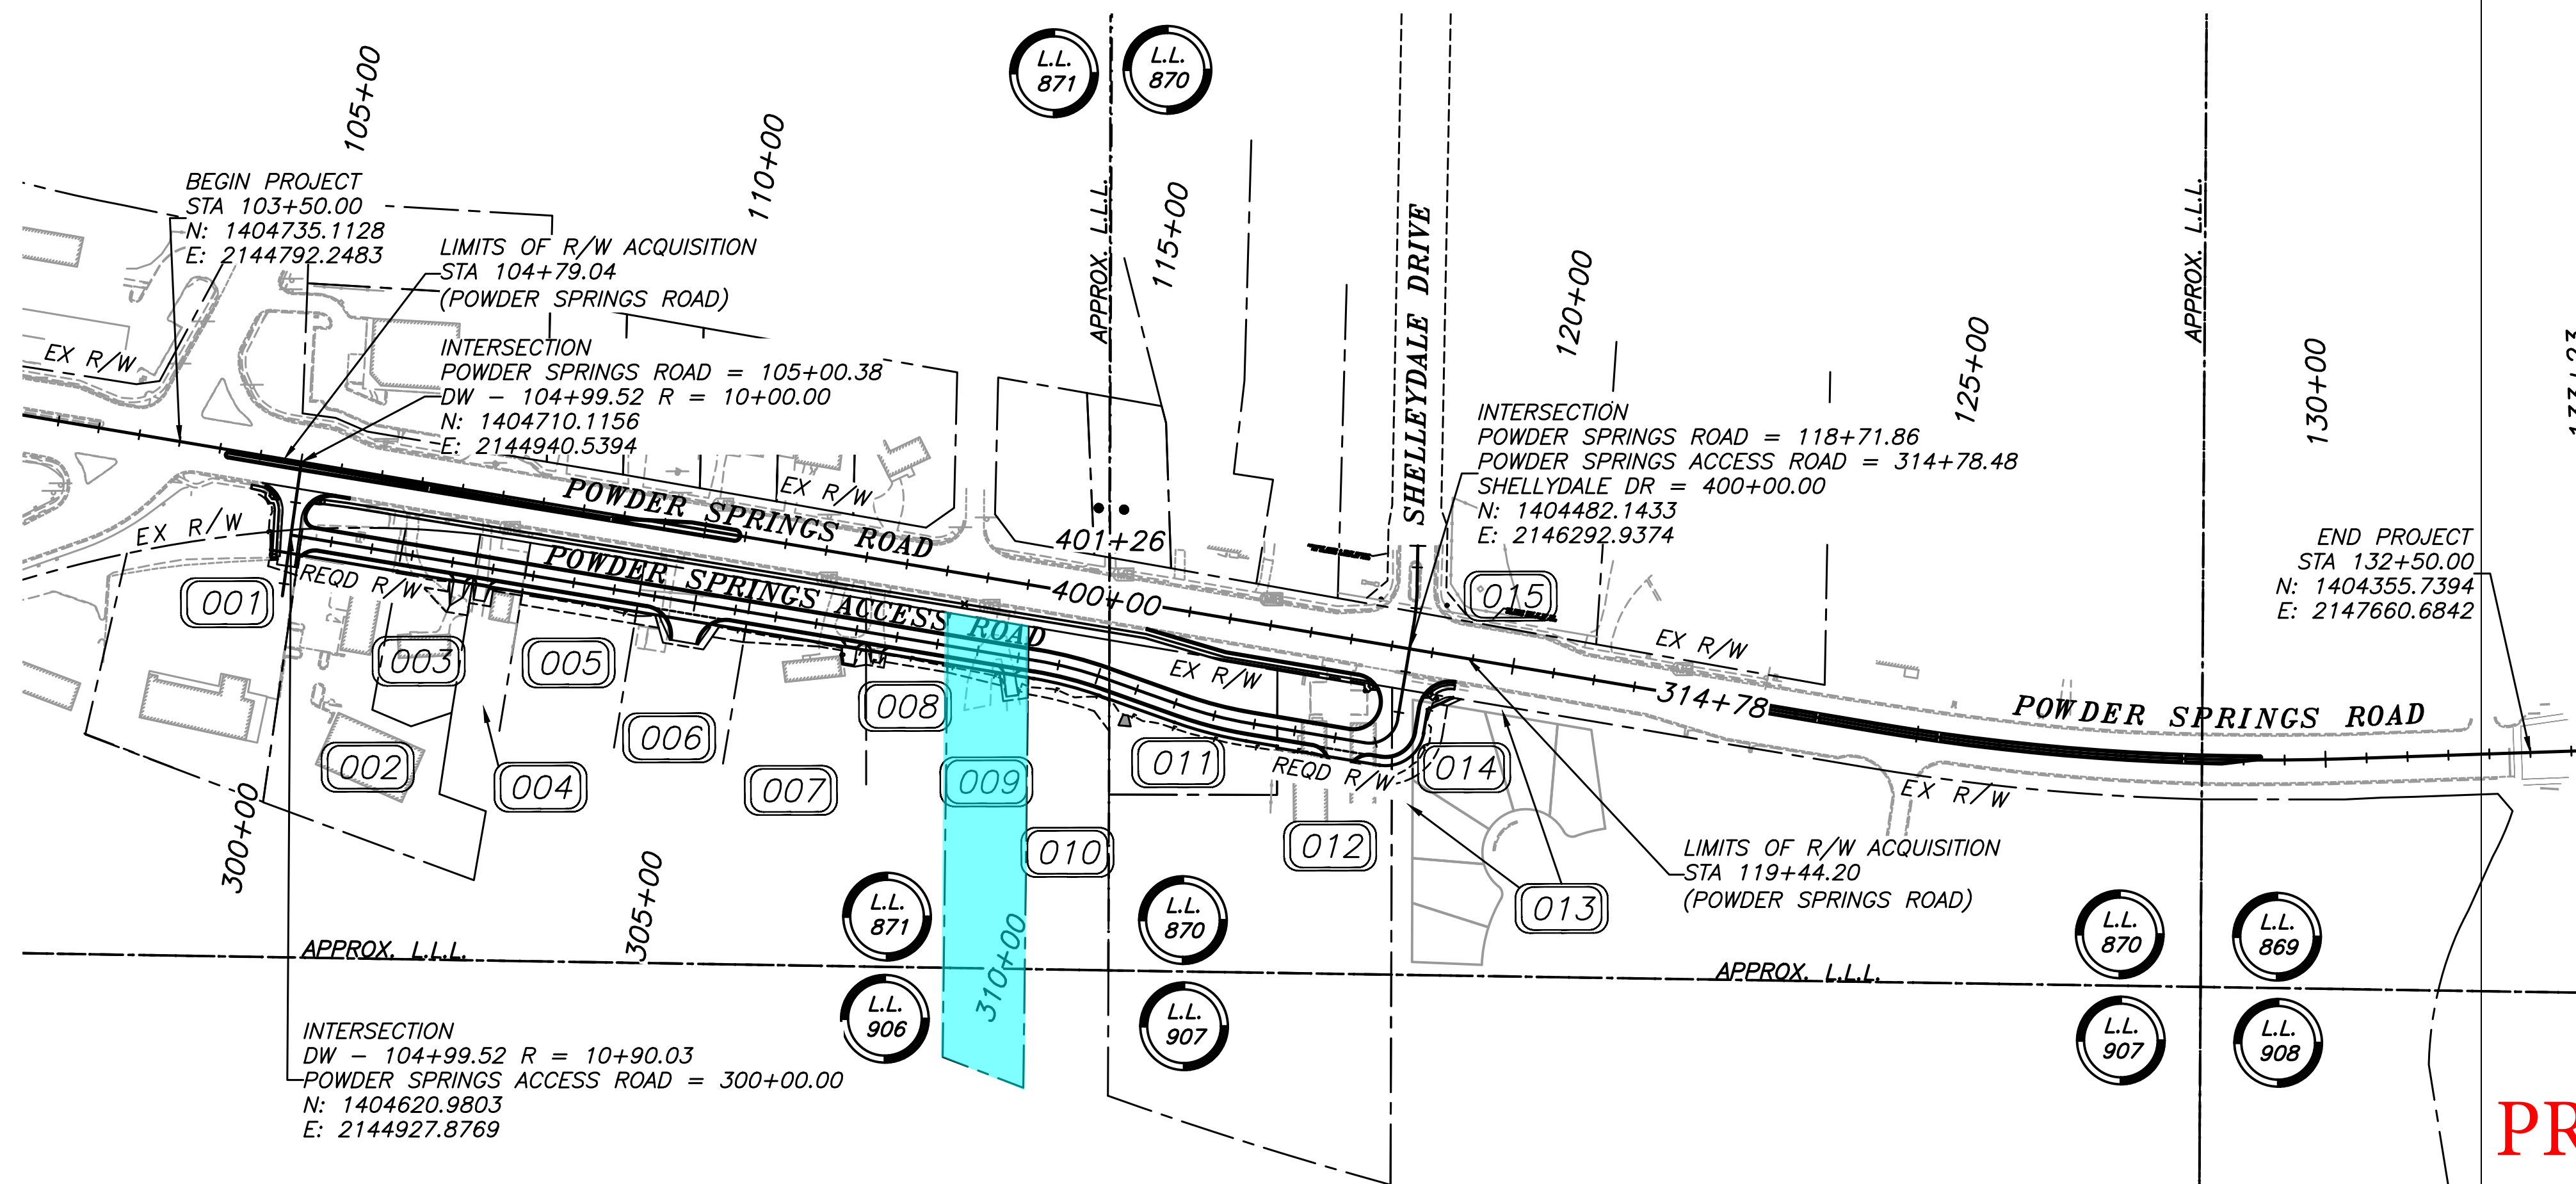 L.L.
871
L.L.
870
105+00
110+00
115+00
120+00
125+00
130+00
APPROX. L.L.L.
APPROX. L.L.L.
BEGIN PROJECT
STA 103+50.00
N: 1404735.1128
E: 2144792.2483
LIMITS OF R/W ACQUISITION
STA 104+79.04
(POWDER SPRINGS ROAD)
INTERSECTION
POWDER SPRINGS ROAD = 105+00.38
DW - 104+99.52 R = 10+00.00
N: 1404710.1156
E: 2144940.5394
SHELLEYDALE DRIVE
INTERSECTION
POWDER SPRINGS ROAD = 118+71.86
POWDER SPRINGS ACCESS ROAD = 314+78.48
SHELLYDALE DR = 400+00.00
N: 1404482.1433
E: 2146292.9374
END PROJECT
STA 132+50.00
N: 1404355.7394
E: 2147660.6842
EX R/W
EX R/W
EX R/W
POWDER SPRINGS ROAD
POWDER SPRINGS ACCESS ROAD
401+26
400+00
REQD R/W
EX R/W
EX R/W
314+78
POWDER SPRINGS ROAD
EX R/W
REQD R/W
001
002
003
004
005
006
007
008
009
010
011
012
013
014
015
LIMITS OF R/W ACQUISITION
STA 119+44.20
(POWDER SPRINGS ROAD)
300+00
305+00
310+00
L.L.
871
L.L.
870
L.L.
870
L.L.
869
APPROX. L.L.L.
APPROX. L.L.L.
L.L.
906
L.L.
907
L.L.
907
L.L.
908
INTERSECTION
DW - 104+99.52 R = 10+90.03
POWDER SPRINGS ACCESS ROAD = 300+00.00
N: 1404620.9803
E: 2144927.8769
PR